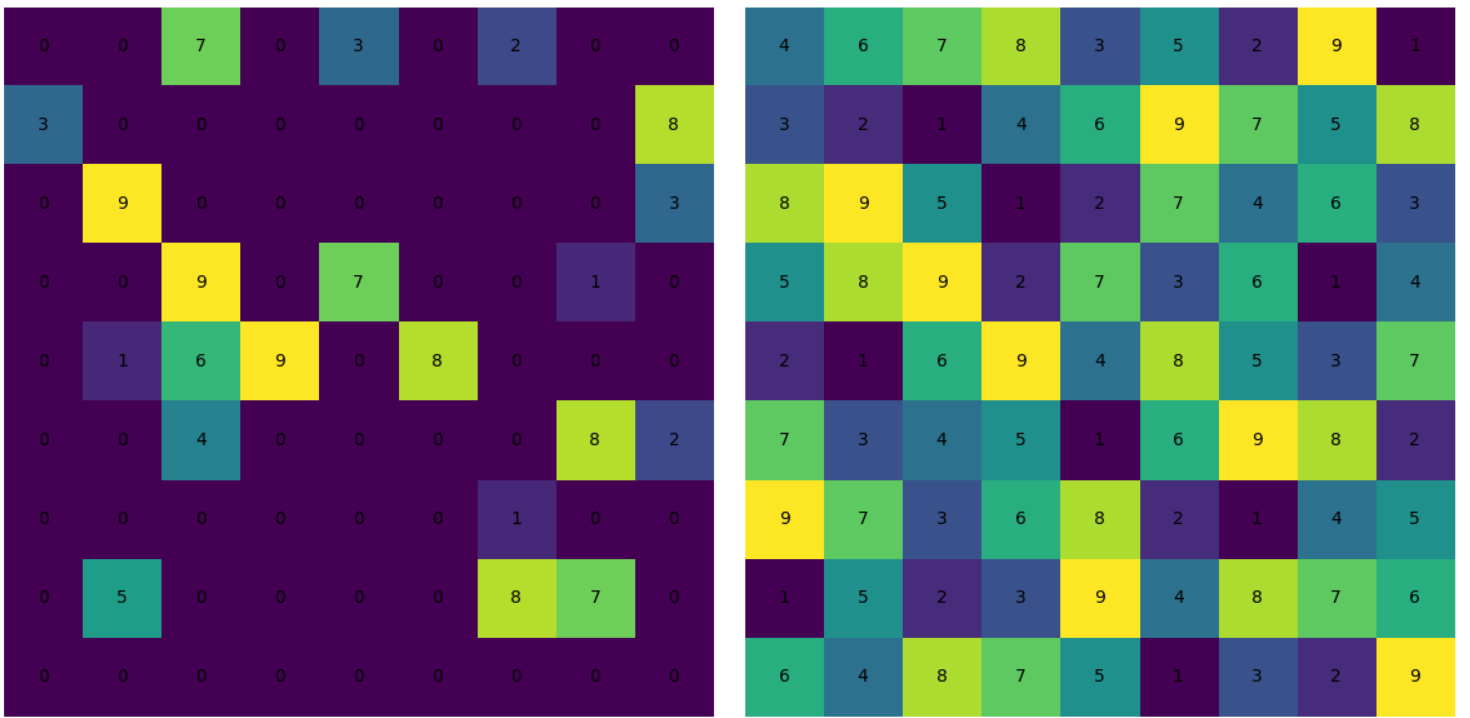 0 0 7 0 3 0 2 0 0 4 6 7 8 3 5 2 9 1
3 0 0 0 0 0 0 0 8 3 2 1 4 6 9 7 5 8
0 9 0 0 0 0 0 0 3 8 9 5 1 2 7 4 6 3
0 0 9 0 7 0 0 1 0 5 8 9 2 7 3 6 1 4
0 1 6 9 0 8 0 0 0 2 1 6 9 4 8 5 3 7
0 0 4 0 0 0 0 8 2 7 3 4 5 1 6 9 8 2
0 0 0 0 0 0 1 0 0 9 7 3 6 8 2 1 4 5
0 5 0 0 0 0 8 7 0 1 5 2 3 9 4 8 7 6
0 0 0 0 0 0 0 0 0 6 4 8 7 5 1 3 2 9